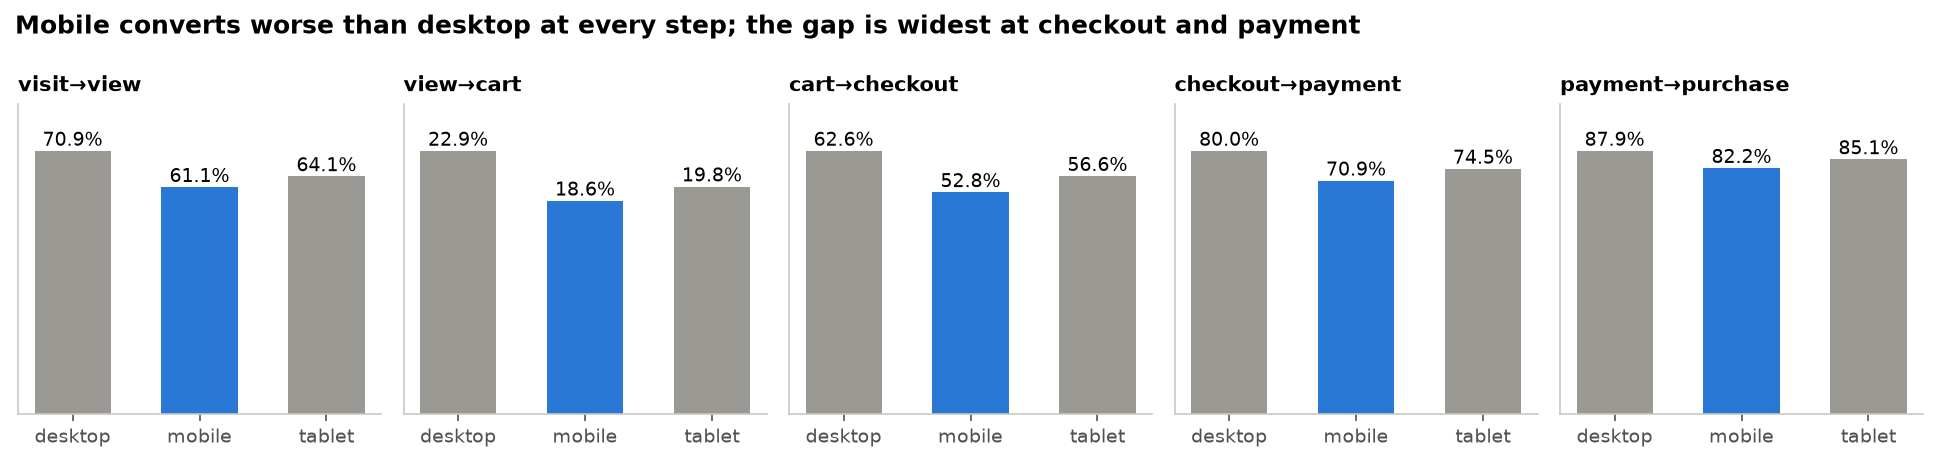 Mobile converts worse than desktop at every step; the gap is widest at checkout and payment
visit→view
70.9%
61.1%
64.1%
desktop
mobile
tablet
view→cart
22.9%
18.6%
19.8%
desktop
mobile
tablet
cart→checkout
62.6%
52.8%
56.6%
desktop
mobile
tablet
checkout→payment
80.0%
70.9%
74.5%
desktop
mobile
tablet
payment→purchase
87.9%
82.2%
85.1%
desktop
mobile
tablet